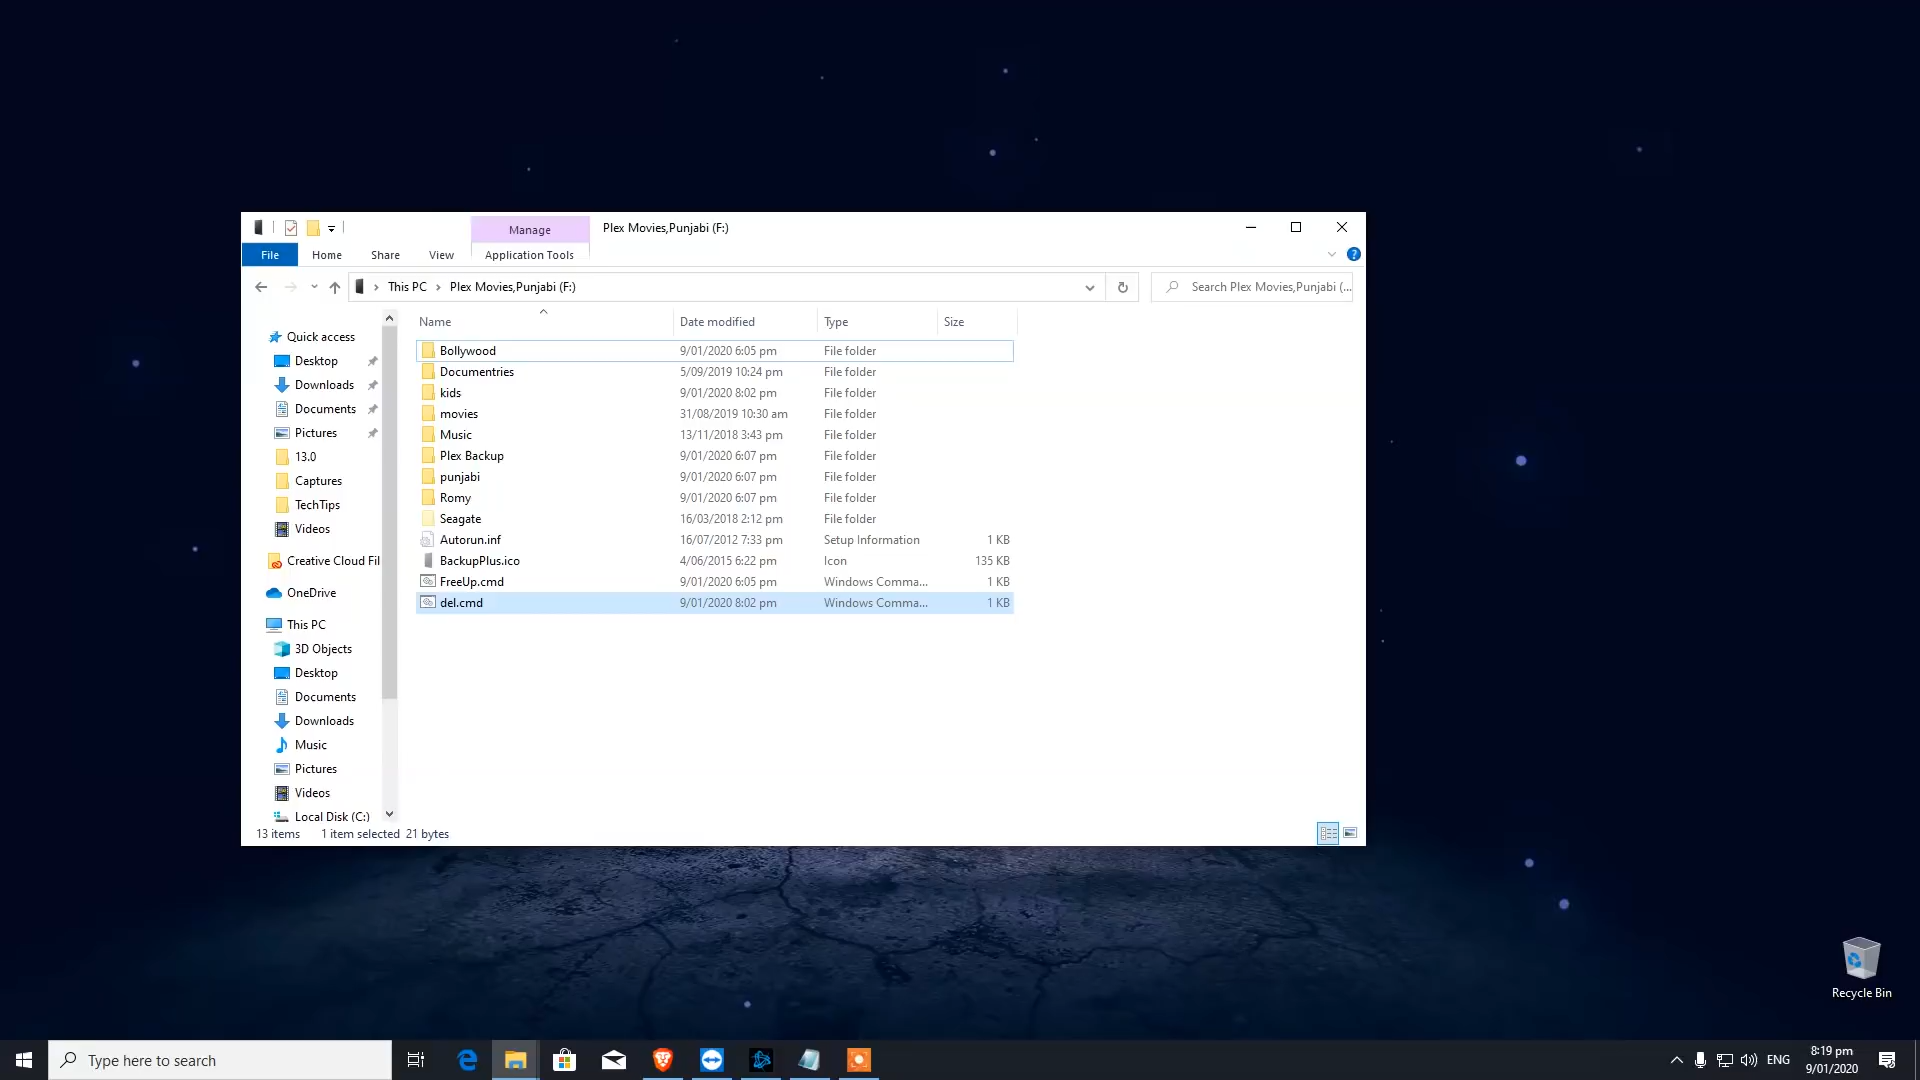 Manage
Plex Movies,Punjabi (F:)
File
Home
Share
View
Application Tools
This PC
Plex Movies,Punjabi (F:)
Search Plex Movies,Punjabi (...
Name
Date modified
Type
Size
Quick access
Desktop
Downloads
Documents
Pictures
13.0
Captures
TechTips
Videos
Creative Cloud Fil
OneDrive
This PC
3D Objects
Desktop
Documents
Downloads
Music
Pictures
Videos
Local Disk (C:)
Bollywood 9/01/2020 6:05 pm File folder
Documentries 5/09/2019 10:24 pm File folder
kids 9/01/2020 8:02 pm File folder
movies 31/08/2019 10:30 am File folder
Music 13/11/2018 3:43 pm File folder
Plex Backup 9/01/2020 6:07 pm File folder
punjabi 9/01/2020 6:07 pm File folder
Romy 9/01/2020 6:07 pm File folder
Seagate 16/03/2018 2:12 pm File folder
Autorun.inf 16/07/2012 7:33 pm Setup Information 1 KB
BackupPlus.ico 4/06/2015 6:22 pm Icon 135 KB
FreeUp.cmd 9/01/2020 6:05 pm Windows Comma... 1 KB
del.cmd 9/01/2020 8:02 pm Windows Comma... 1 KB
13 items 1 item selected 21 bytes
Recycle Bin
Type here to search
ENG
8:19 pm
9/01/2020